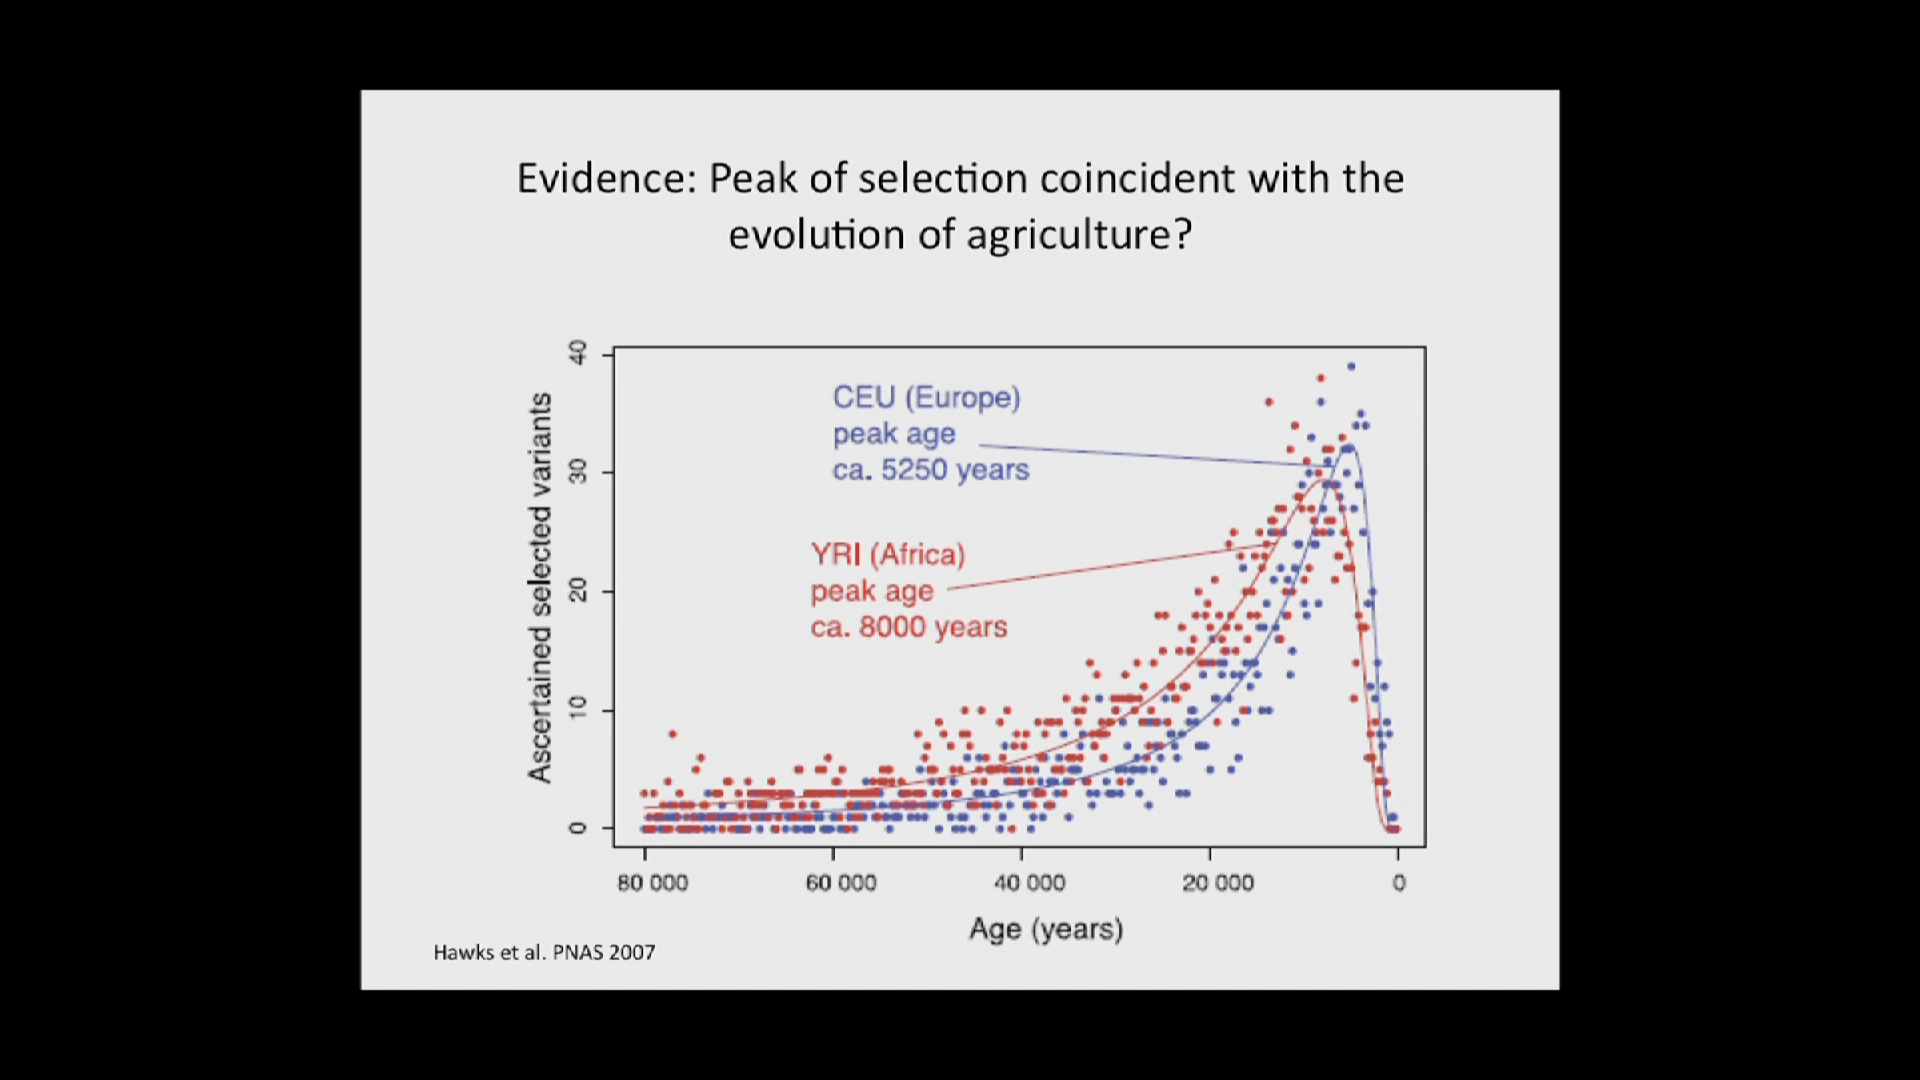 Evidence: Peak of selection coincident with the
evolution of agriculture?
Ascertained selected variants
40
30
20
10
0
CEU (Europe)
peak age
ca. 5250 years
YRI (Africa)
peak age
ca. 8000 years
80 000
60 000
40 000
20 000
0
Age (years)
Hawks et al. PNAS 2007